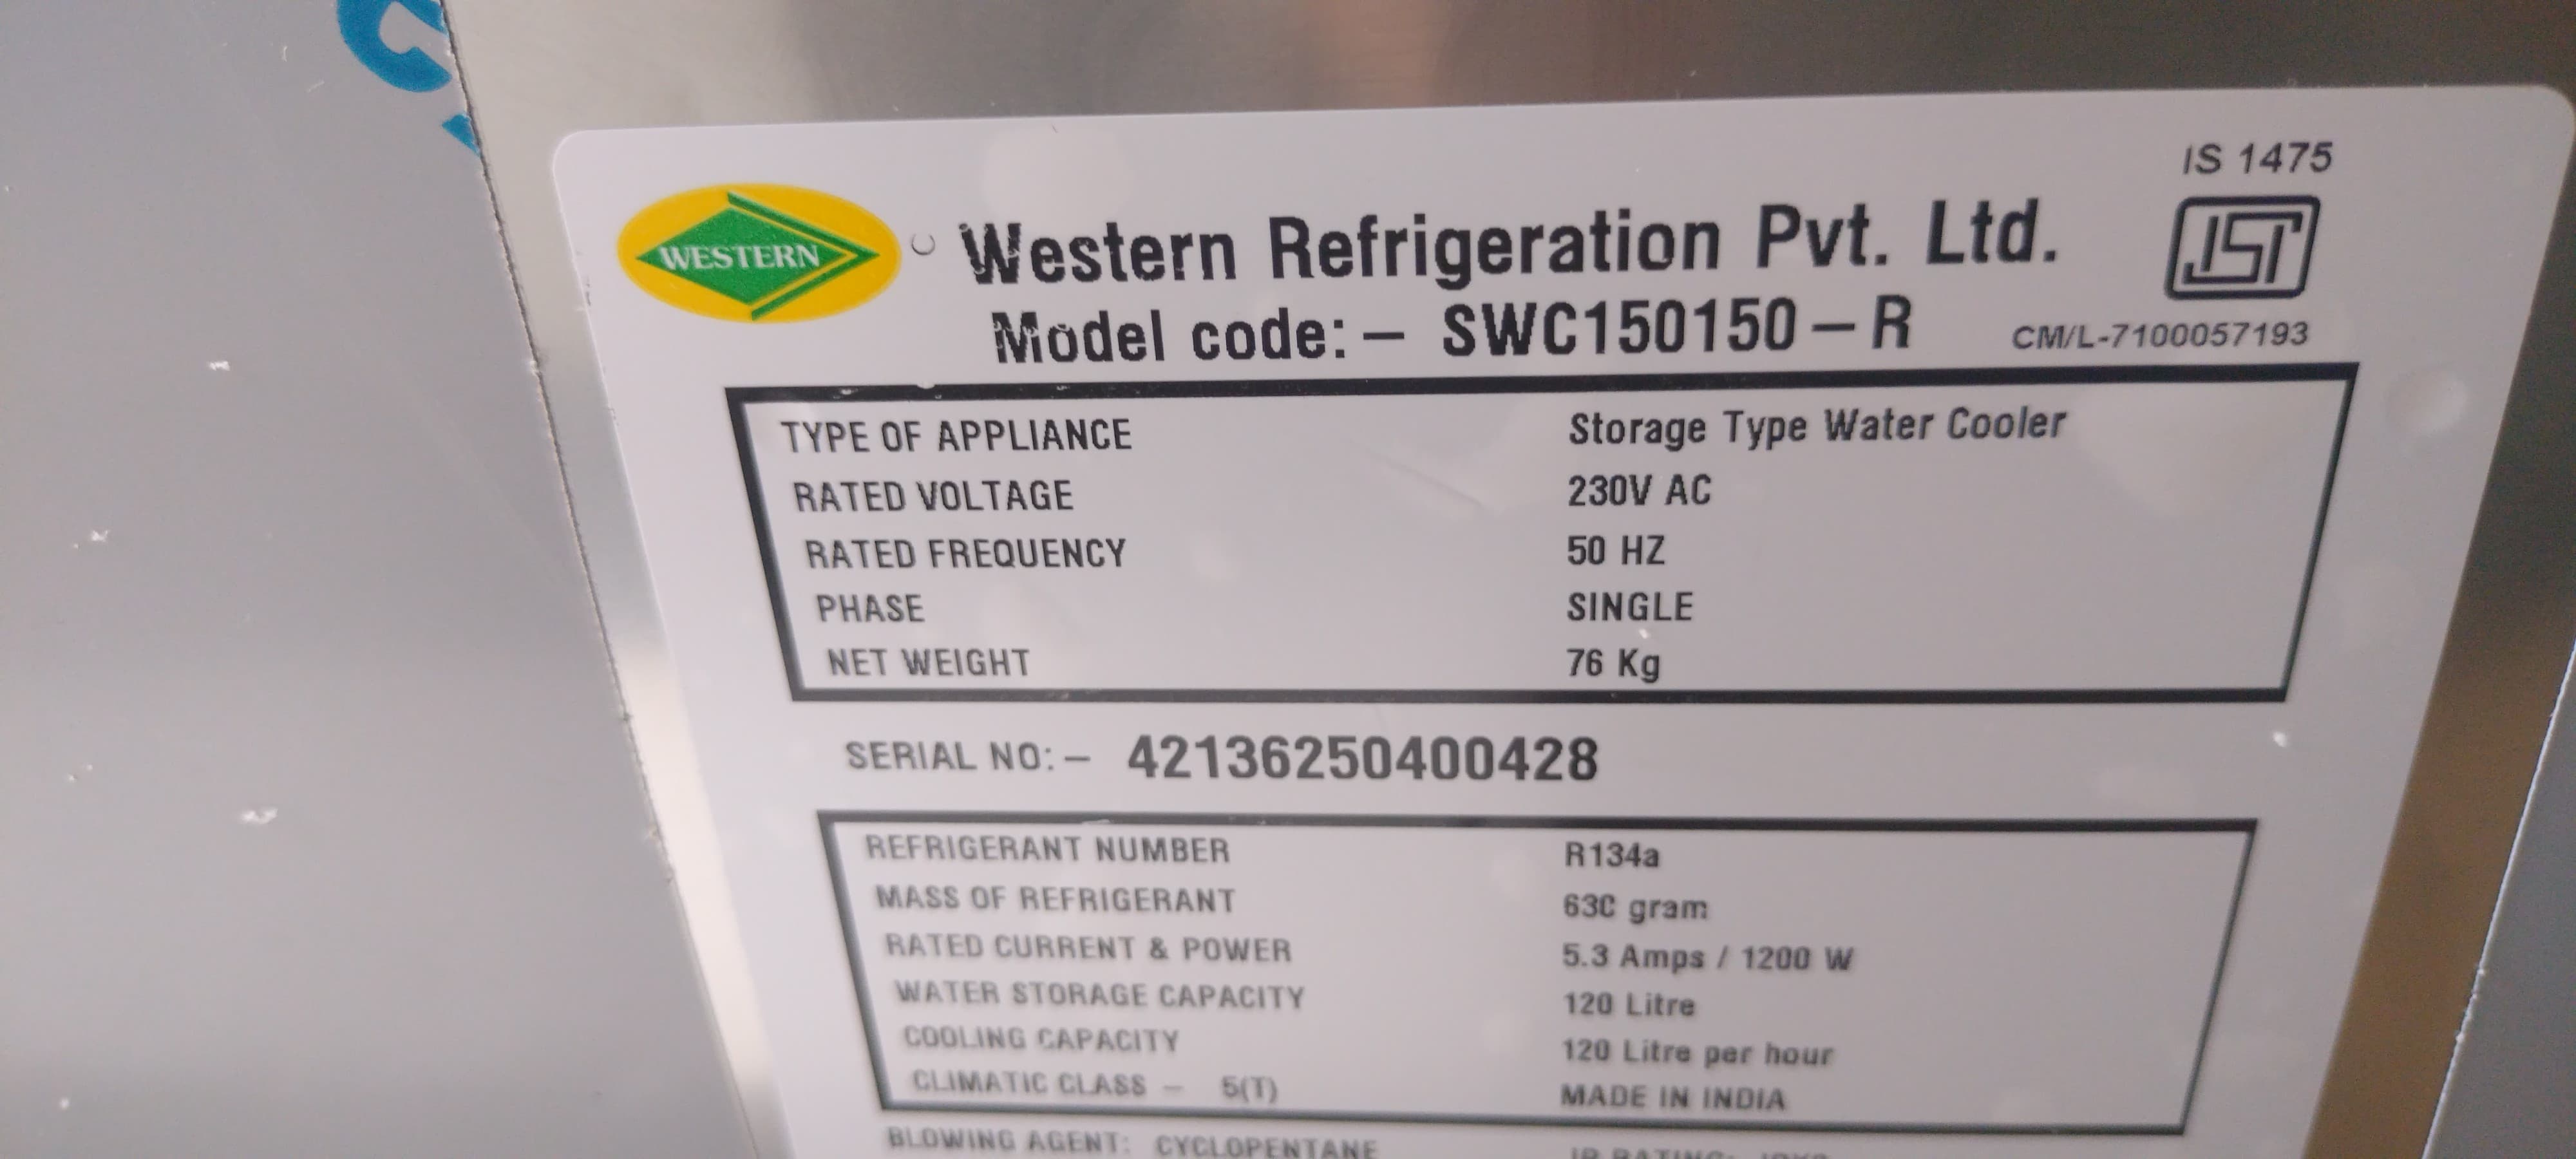 IS 1475
WESTERN
Western Refrigeration Pvt. Ltd.
ISI
Model code:– SWC150150–R
CM/L-7100057193
TYPE OF APPLIANCE Storage Type Water Cooler
RATED VOLTAGE 230V AC
RATED FREQUENCY 50 HZ
PHASE SINGLE
NET WEIGHT 76 Kg
SERIAL NO:– 42136250400428
REFRIGERANT NUMBER R134a
MASS OF REFRIGERANT 630 gram
RATED CURRENT & POWER 5.3 Amps / 1200 W
WATER STORAGE CAPACITY 120 Litre
COOLING CAPACITY 120 Litre per hour
CLIMATIC CLASS – 5(T) MADE IN INDIA
BLOWING AGENT: CYCLOPENTANE IP RATING: